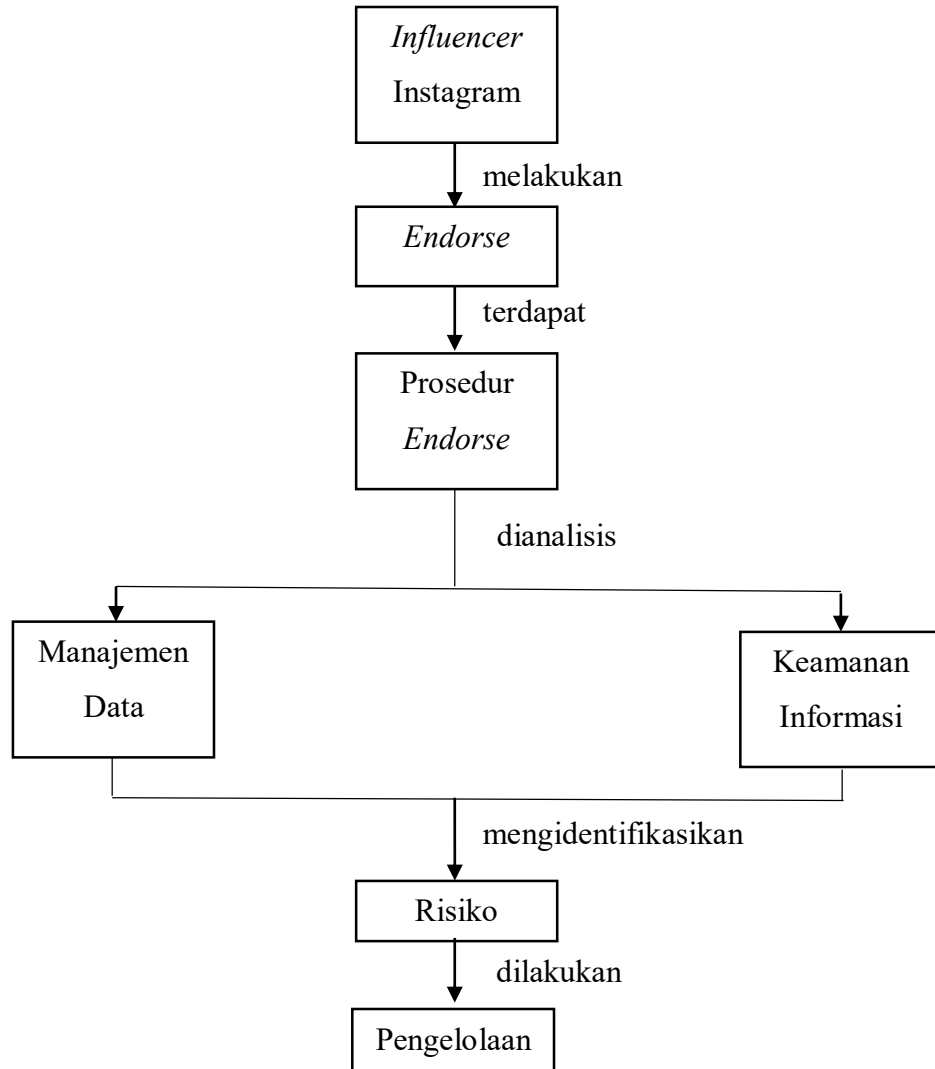 Influencer
Instagram
melakukan
Endorse
terdapat
Prosedur
Endorse
dianalisis
Manajemen
Data
Keamanan
Informasi
mengidentifikasikan
Risiko
dilakukan
Pengelolaan